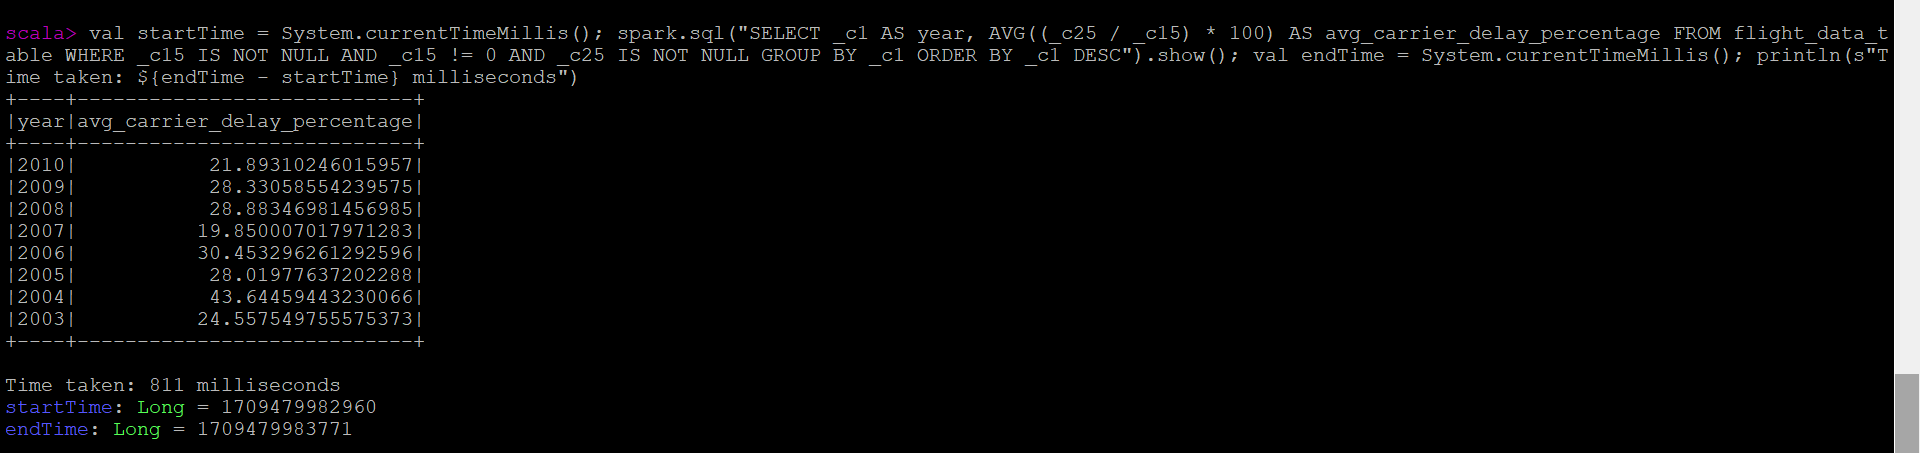 scala> val startTime = System.currentTimeMillis(); spark.sql("SELECT _c1 AS year, AVG((_c25 / _c15) * 100) AS avg_carrier_delay_percentage FROM flight_data_t
able WHERE _c15 IS NOT NULL AND _c15 != 0 AND _c25 IS NOT NULL GROUP BY _c1 ORDER BY _c1 DESC").show(); val endTime = System.currentTimeMillis(); println(s"T
ime taken: ${endTime - startTime} milliseconds")
+----+----------------------------+
|year|avg_carrier_delay_percentage|
+----+----------------------------+
|2010|           21.89310246015957|
|2009|           28.33058554239575|
|2008|           28.88346981456985|
|2007|          19.850007017971283|
|2006|          30.453296261292596|
|2005|           28.01977637202288|
|2004|           43.64459443230066|
|2003|          24.557549755575373|
+----+----------------------------+
Time taken: 811 milliseconds
startTime: Long = 1709479982960
endTime: Long = 1709479983771